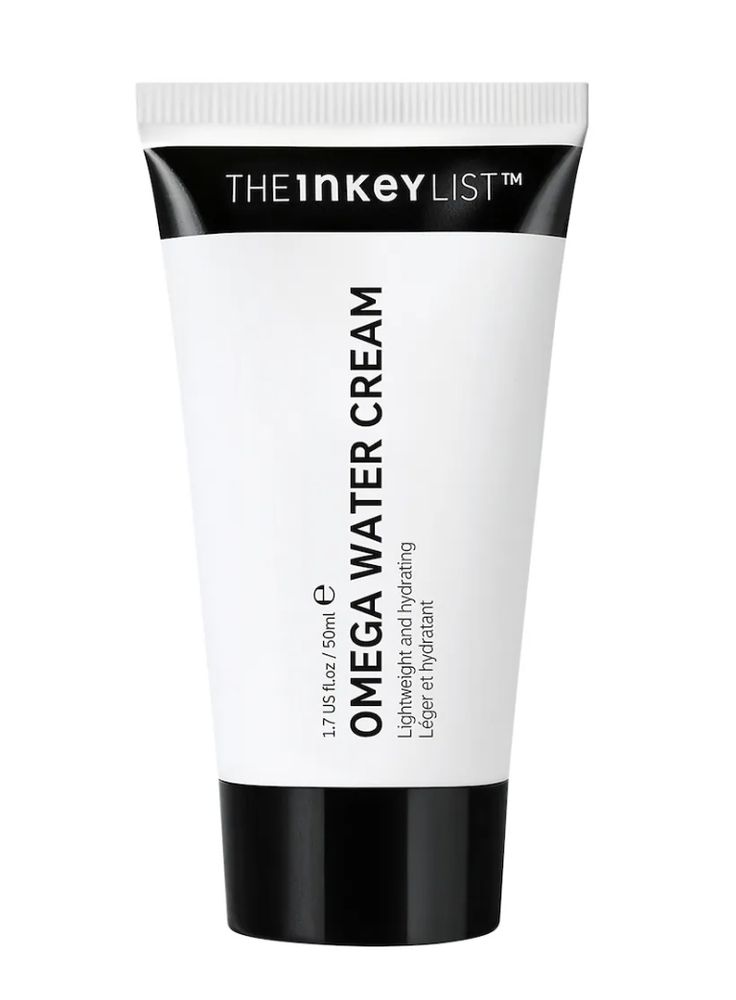 THE INKEY LIST™
1.7 US fl.oz / 50ml ℮
OMEGA WATER CREAM
Lightweight and hydrating
Léger et hydratant